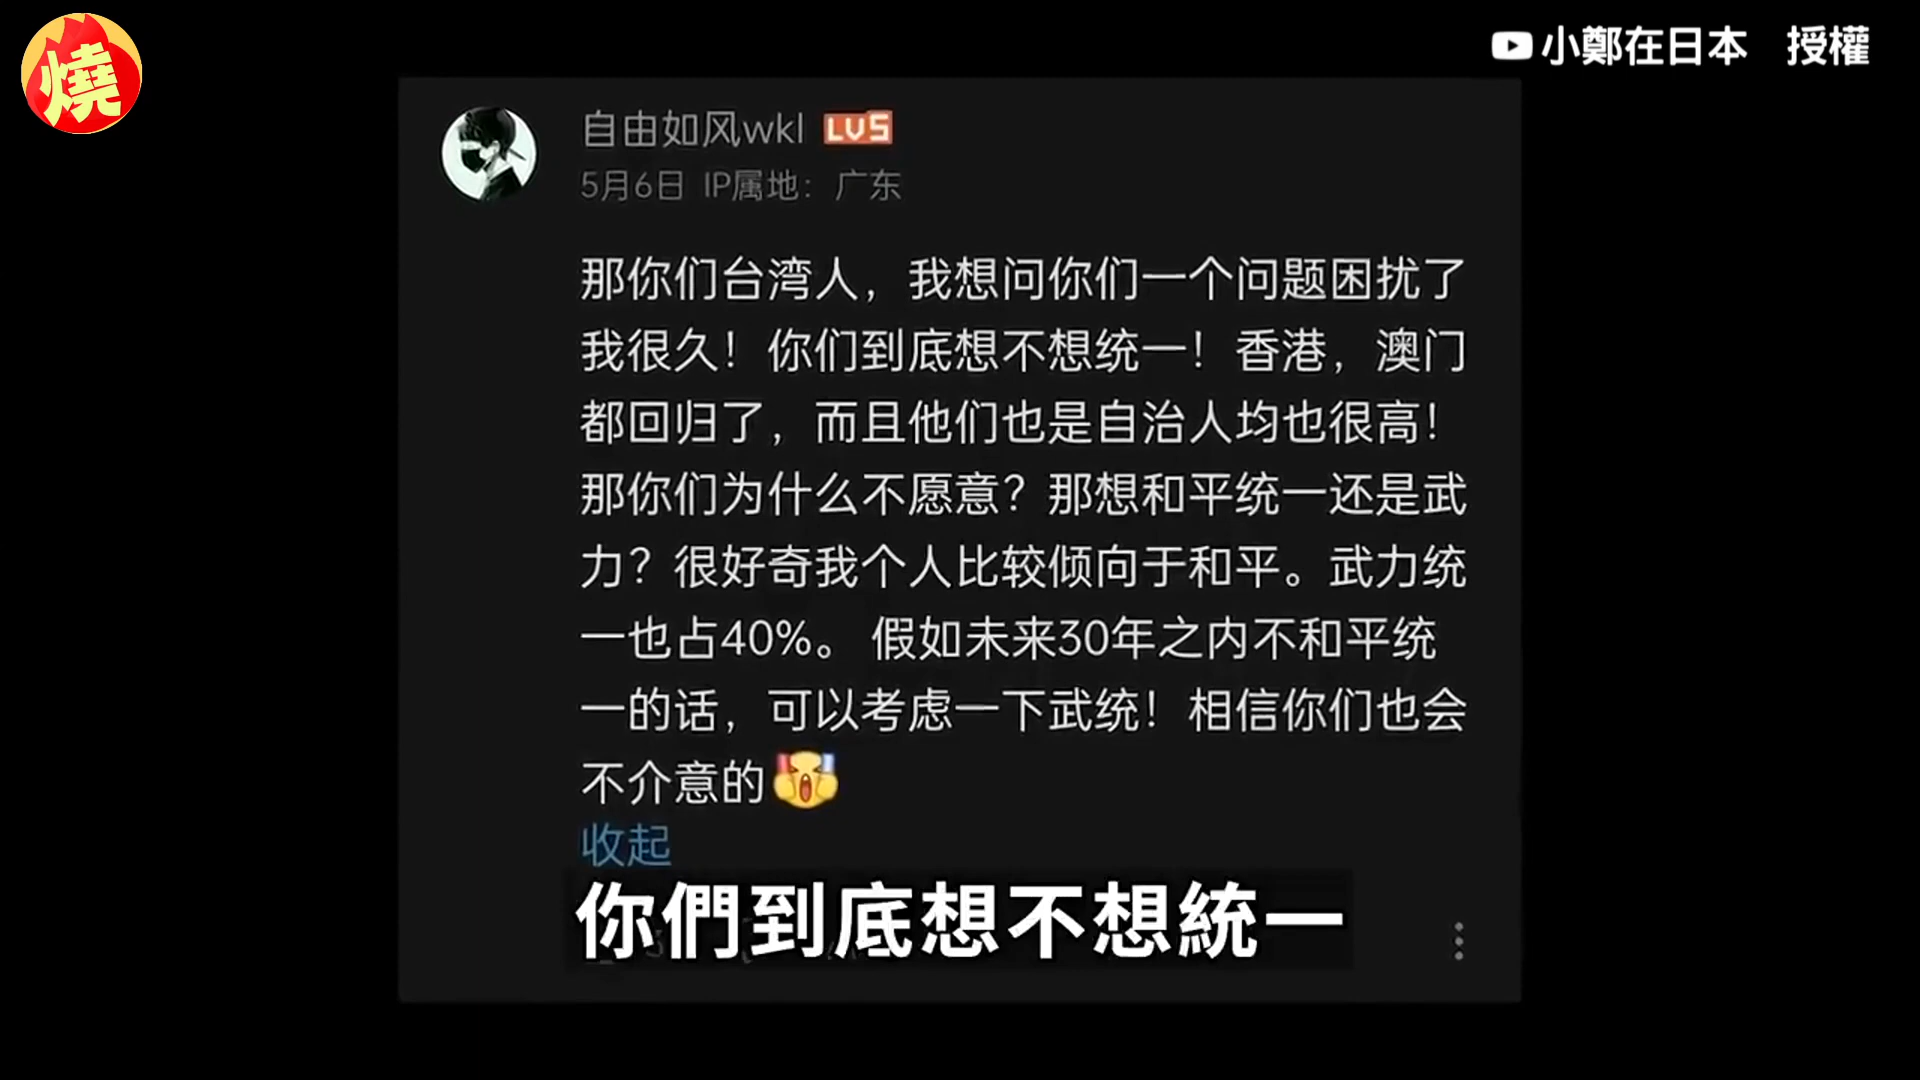 燒
小鄭在日本 授權
自由如风wkl LV5
5月6日 IP属地：广东
那你们台湾人，我想问你们一个问题困扰了
我很久！你们到底想不想统一！香港，澳门
都回归了，而且他们也是自治人均也很高！
那你们为什么不愿意？那想和平统一还是武
力？很好奇我个人比较倾向于和平。武力统
一也占40%。 假如未来30年之内不和平统
一的话，可以考虑一下武统！相信你们也会
不介意的
收起
你們到底想不想統一